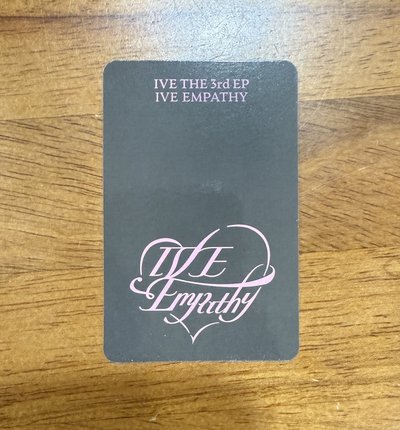 IVE THE 3rd EP
IVE EMPATHY
IVE
Empathy